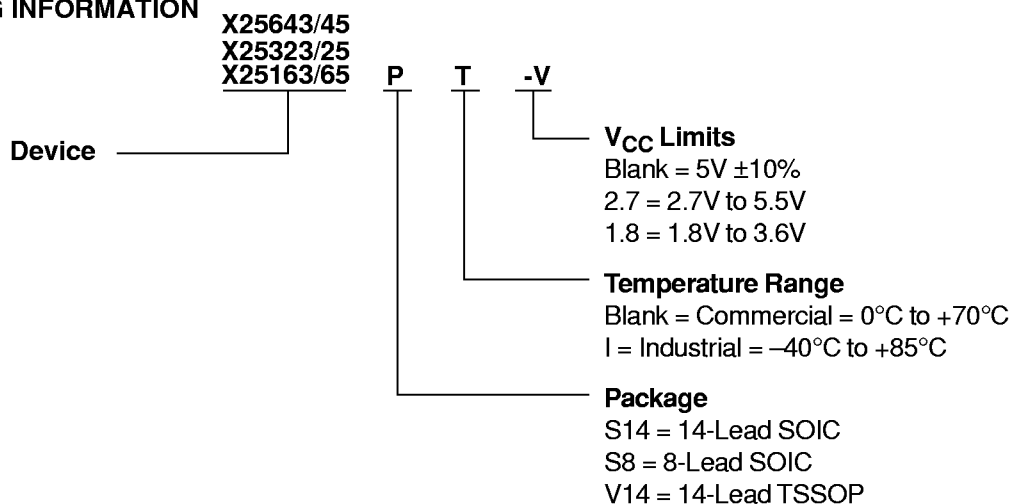 INFORMATION
X25643/45
X25323/25
X25163/65 P T -V
Device
VCC Limits
Blank = 5V ±10%
2.7 = 2.7V to 5.5V
1.8 = 1.8V to 3.6V
Temperature Range
Blank = Commercial = 0°C to +70°C
I = Industrial = –40°C to +85°C
Package
S14 = 14-Lead SOIC
S8 = 8-Lead SOIC
V14 = 14-Lead TSSOP